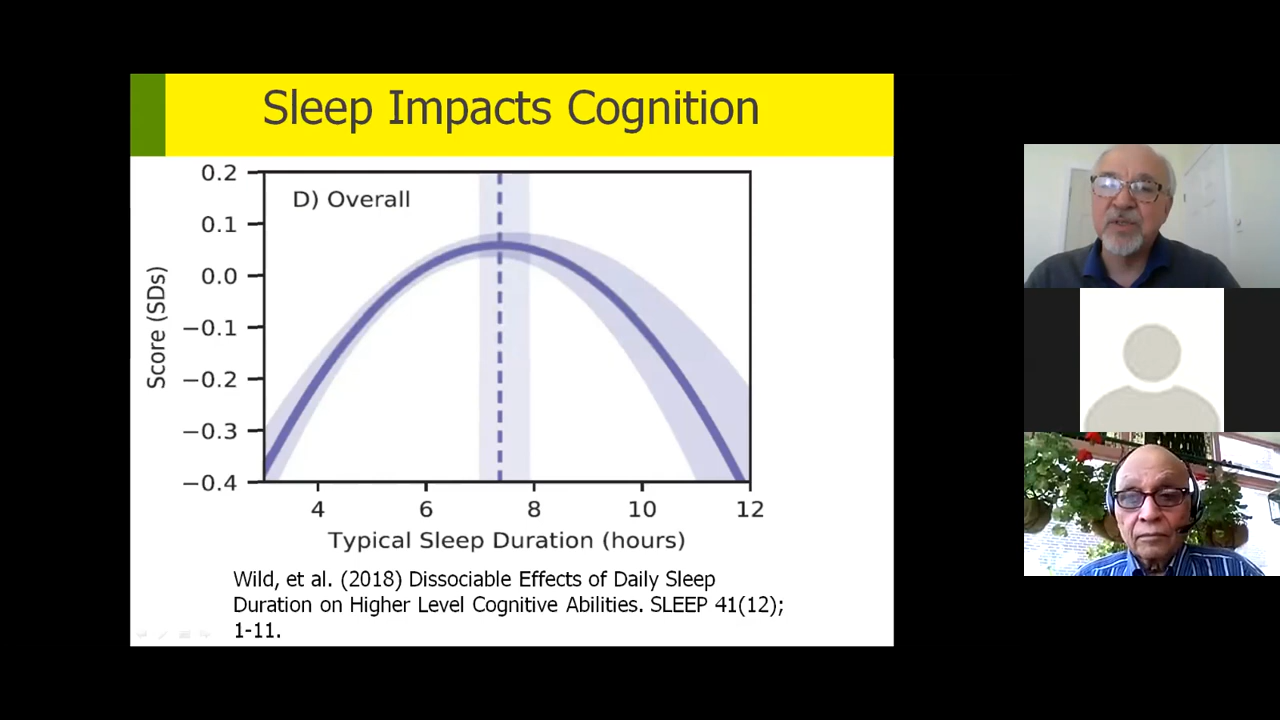 Sleep Impacts Cognition
D) Overall
0.2
0.1
0.0
−0.1
−0.2
−0.3
−0.4
Score (SDs)
4 6 8 10 12
Typical Sleep Duration (hours)
Wild, et al. (2018) Dissociable Effects of Daily Sleep
Duration on Higher Level Cognitive Abilities. SLEEP 41(12);
1-11.